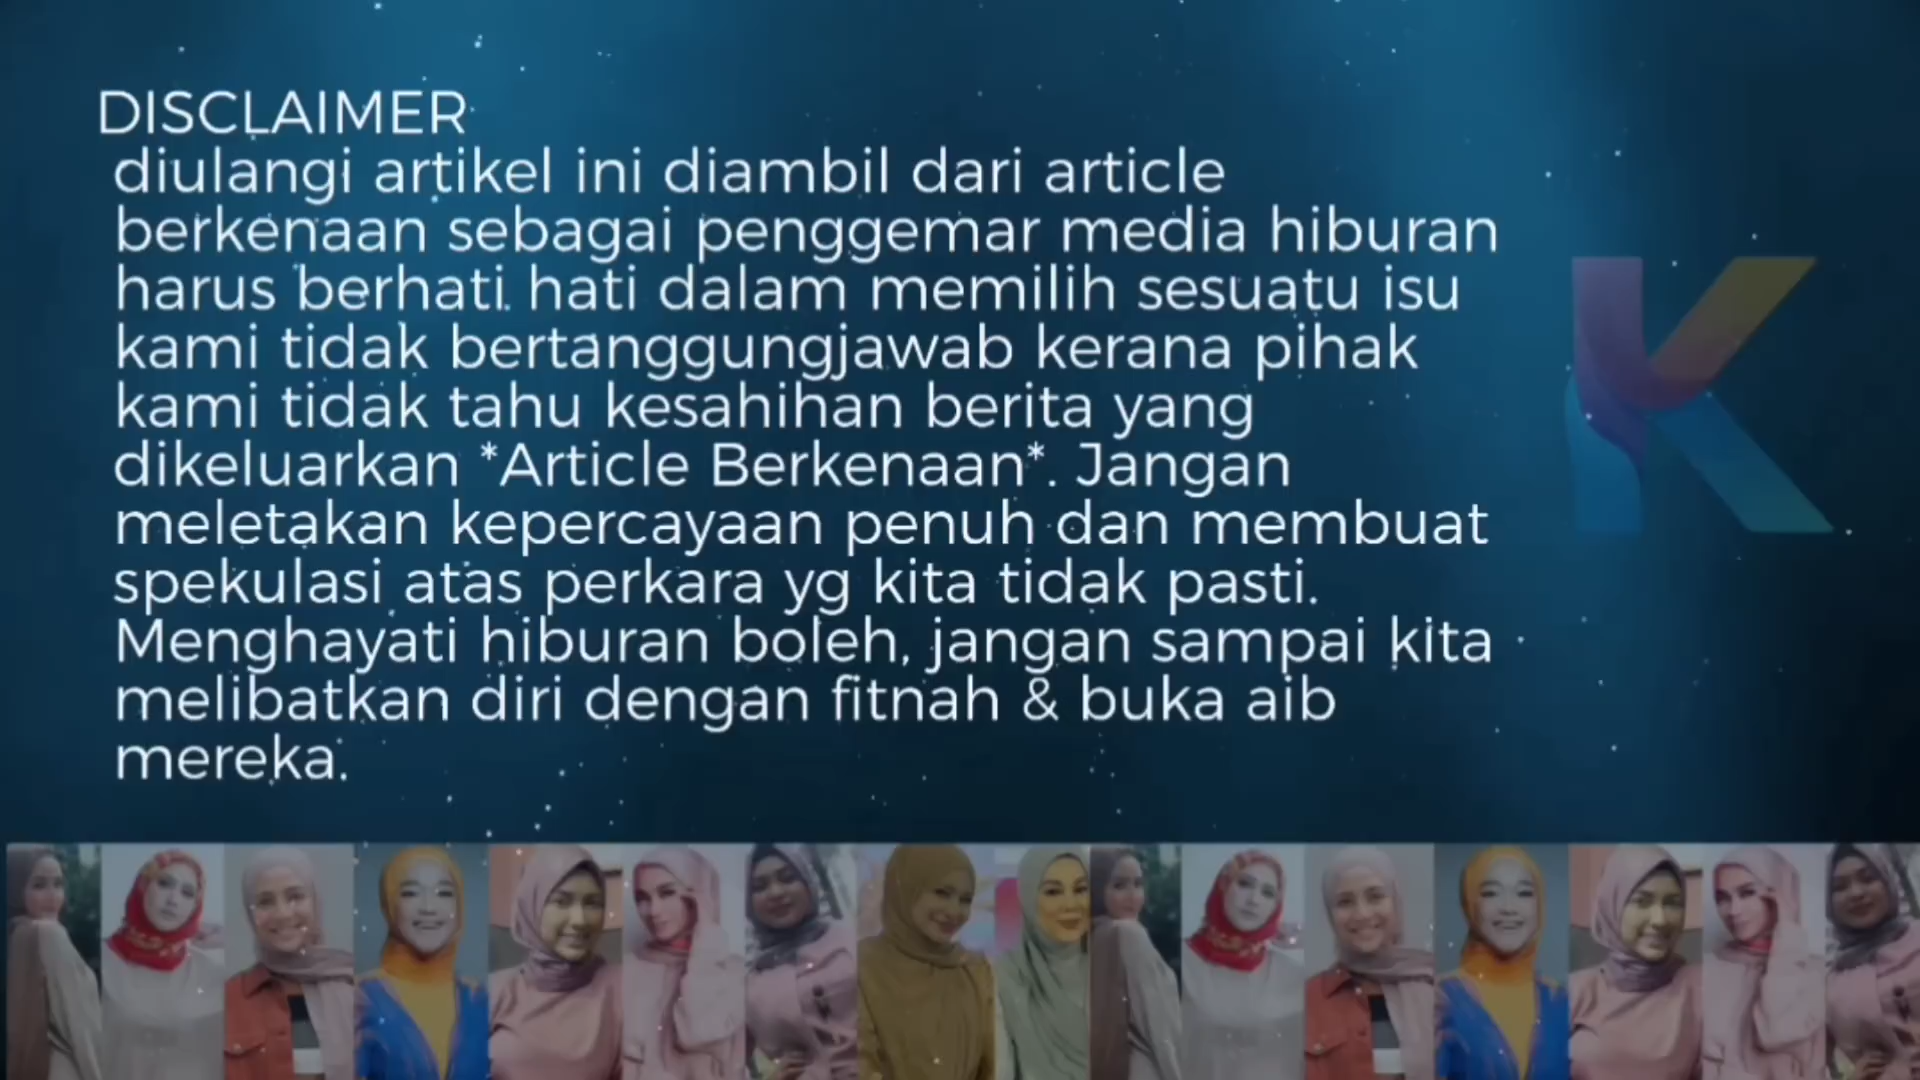 DISCLAIMER
diulangi artikel ini diambil dari article
berkenaan sebagai penggemar media hiburan
harus berhati hati dalam memilih sesuatu isu
kami tidak bertanggungjawab kerana pihak
kami tidak tahu kesahihan berita yang
dikeluarkan *Article Berkenaan*. Jangan
meletakan kepercayaan penuh dan membuat
spekulasi atas perkara yg kita tidak pasti.
Menghayati hiburan boleh, jangan sampai kita
melibatkan diri dengan fitnah & buka aib
mereka.
K